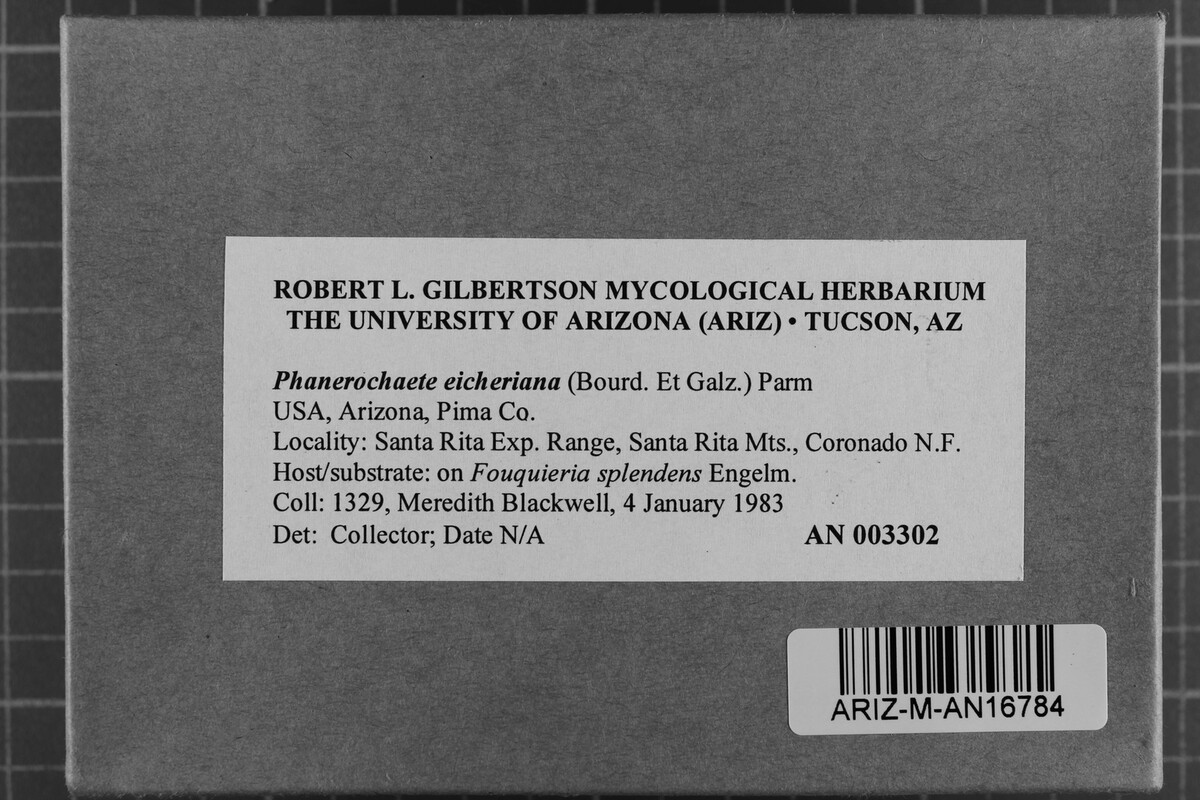 ROBERT L. GILBERTSON MYCOLOGICAL HERBARIUM
THE UNIVERSITY OF ARIZONA (ARIZ) • TUCSON, AZ
Phanerochaete eicheriana (Bourd. Et Galz.) Parm
USA, Arizona, Pima Co.
Locality: Santa Rita Exp. Range, Santa Rita Mts., Coronado N.F.
Host/substrate: on Fouquieria splendens Engelm.
Coll: 1329, Meredith Blackwell, 4 January 1983
Det: Collector; Date N/A AN 003302
ARIZ-M-AN16784